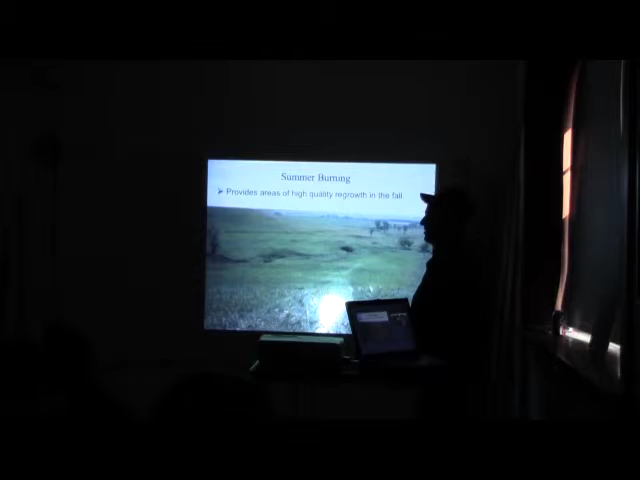 Summer Burning
➢ Provides areas of high quality regrowth in the fall